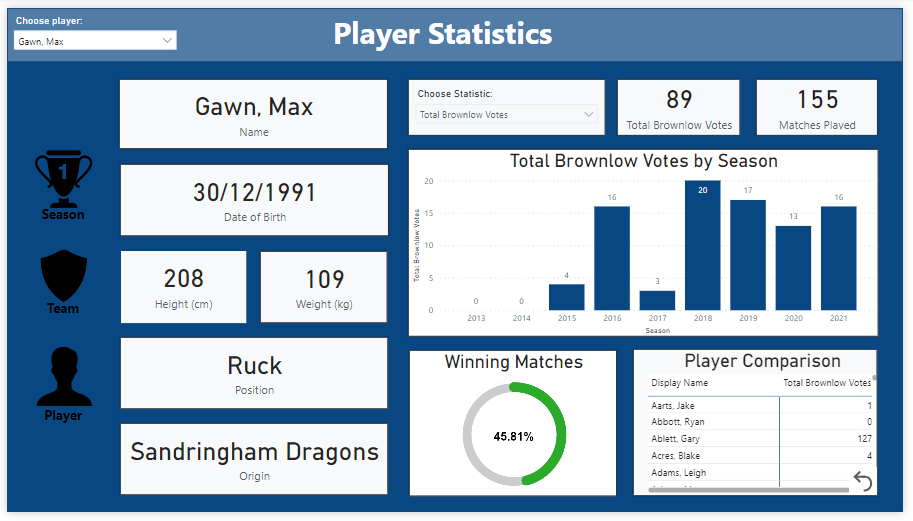 Choose player:
Gawn, Max
Player Statistics
1
Season
Team
Player
Gawn, Max
Name
30/12/1991
Date of Birth
208
Height (cm)
109
Weight (kg)
Ruck
Position
Sandringham Dragons
Origin
Choose Statistic:
Total Brownlow Votes
89
Total Brownlow Votes
155
Matches Played
Total Brownlow Votes by Season
Total Brownlow Votes
20
15
10
5
0
0
0
4
16
3
20
17
13
16
2013
2014
2015
2016
2017
2018
2019
2020
2021
Season
Winning Matches
45.81%
Player Comparison
Display Name Total Brownlow Votes
Aarts, Jake 1
Abbott, Ryan 0
Ablett, Gary 127
Acres, Blake 4
Adams, Leigh